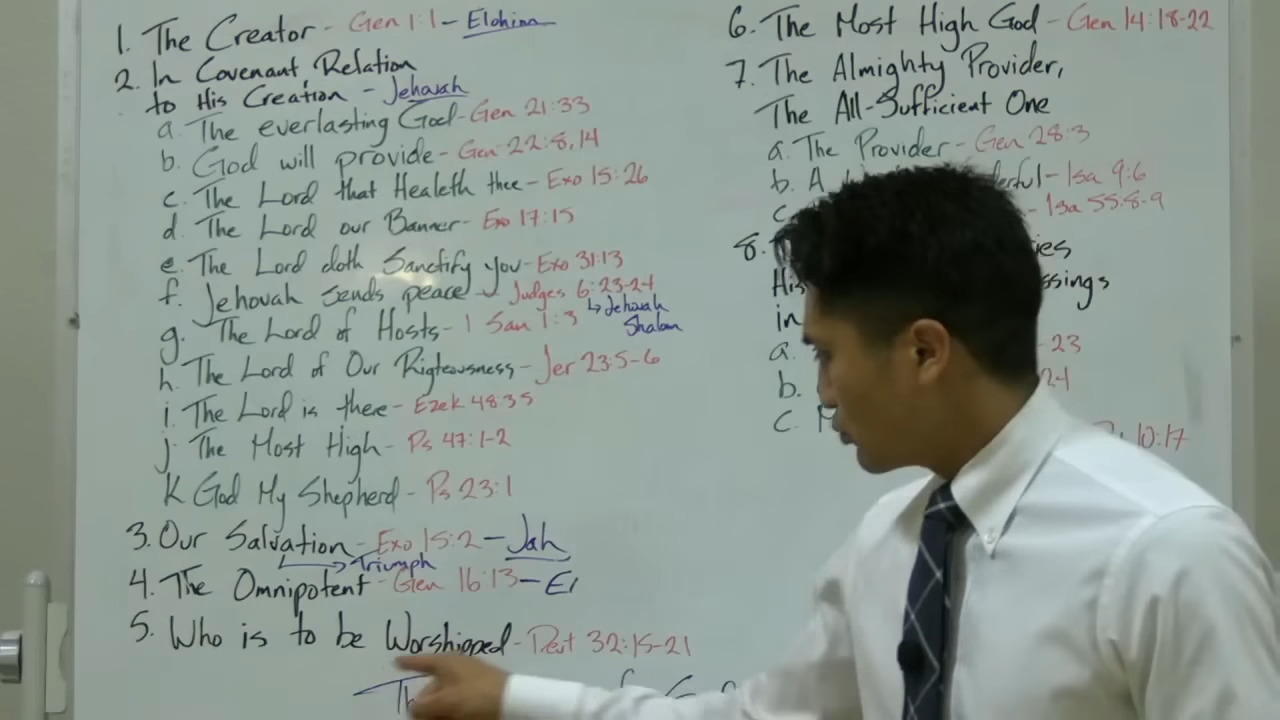 1. The Creator - Gen 1:1 - Elohim
2. In Covenant Relation
to His Creation - Jehovah
a. The everlasting God - Gen 21:33
b. God will provide - Gen 22:8,14
c. The Lord that Healeth thee - Exo 15:26
d. The Lord our Banner - Exo 17:15
e. The Lord doth Sanctify you - Exo 31:13
f. Jehovah sends peace - Judges 6:23-24
↳ Jehovah
Shalom
g. The Lord of Hosts - 1 Sam 1:3
h. The Lord of Our Righteousness - Jer 23:5-6
i. The Lord is there - Ezek 48:35
j The Most High - Ps 47:1-2
K God My Shepherd - Ps 23:1
3. Our Salvation - Exo 15:2 - Jah
→ Triumph
4. The Omnipotent - Gen 16:13 - El
5. Who is to be Worshipped - Deut 32:15-21
Th
6. The Most High God - Gen 14:18-22
7. The Almighty Provider,
The All-Sufficient One
a. The Provider - Gen 28:3
b. A - Isa 9:6
c - Isa 55:8-9
8.
His
in
a. -23
b.
c. 10:17